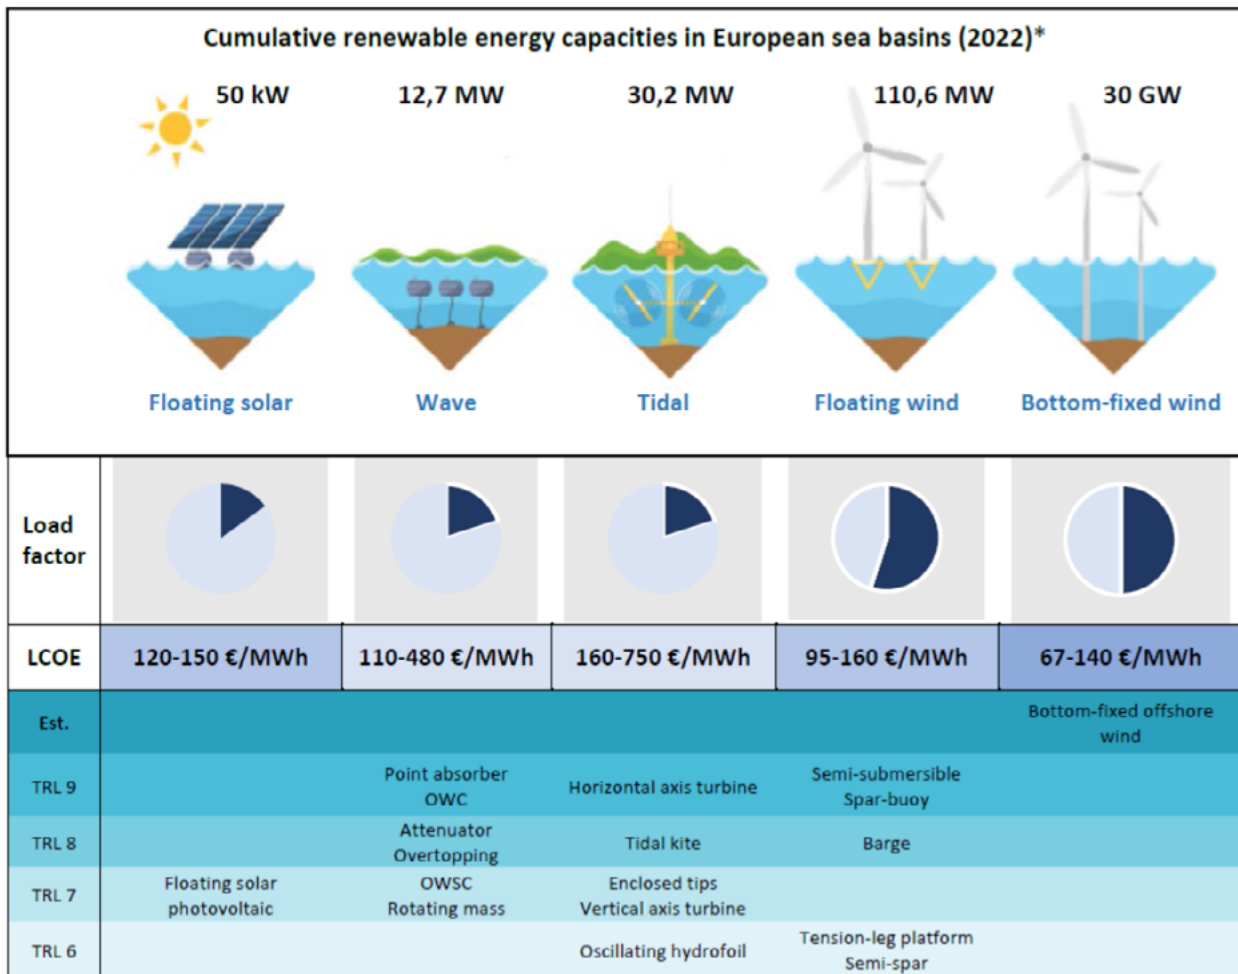 Cumulative renewable energy capacities in European sea basins (2022)*
50 kW
12,7 MW
30,2 MW
110,6 MW
30 GW
Floating solar
Wave
Tidal
Floating wind
Bottom-fixed wind
Load
factor
LCOE
120-150 €/MWh
110-480 €/MWh
160-750 €/MWh
95-160 €/MWh
67-140 €/MWh
Est.
Bottom-fixed offshore
wind
TRL 9
Point absorber
OWC
Horizontal axis turbine
Semi-submersible
Spar-buoy
TRL 8
Attenuator
Overtopping
Tidal kite
Barge
TRL 7
Floating solar
photovoltaic
OWSC
Rotating mass
Enclosed tips
Vertical axis turbine
TRL 6
Oscillating hydrofoil
Tension-leg platform
Semi-spar